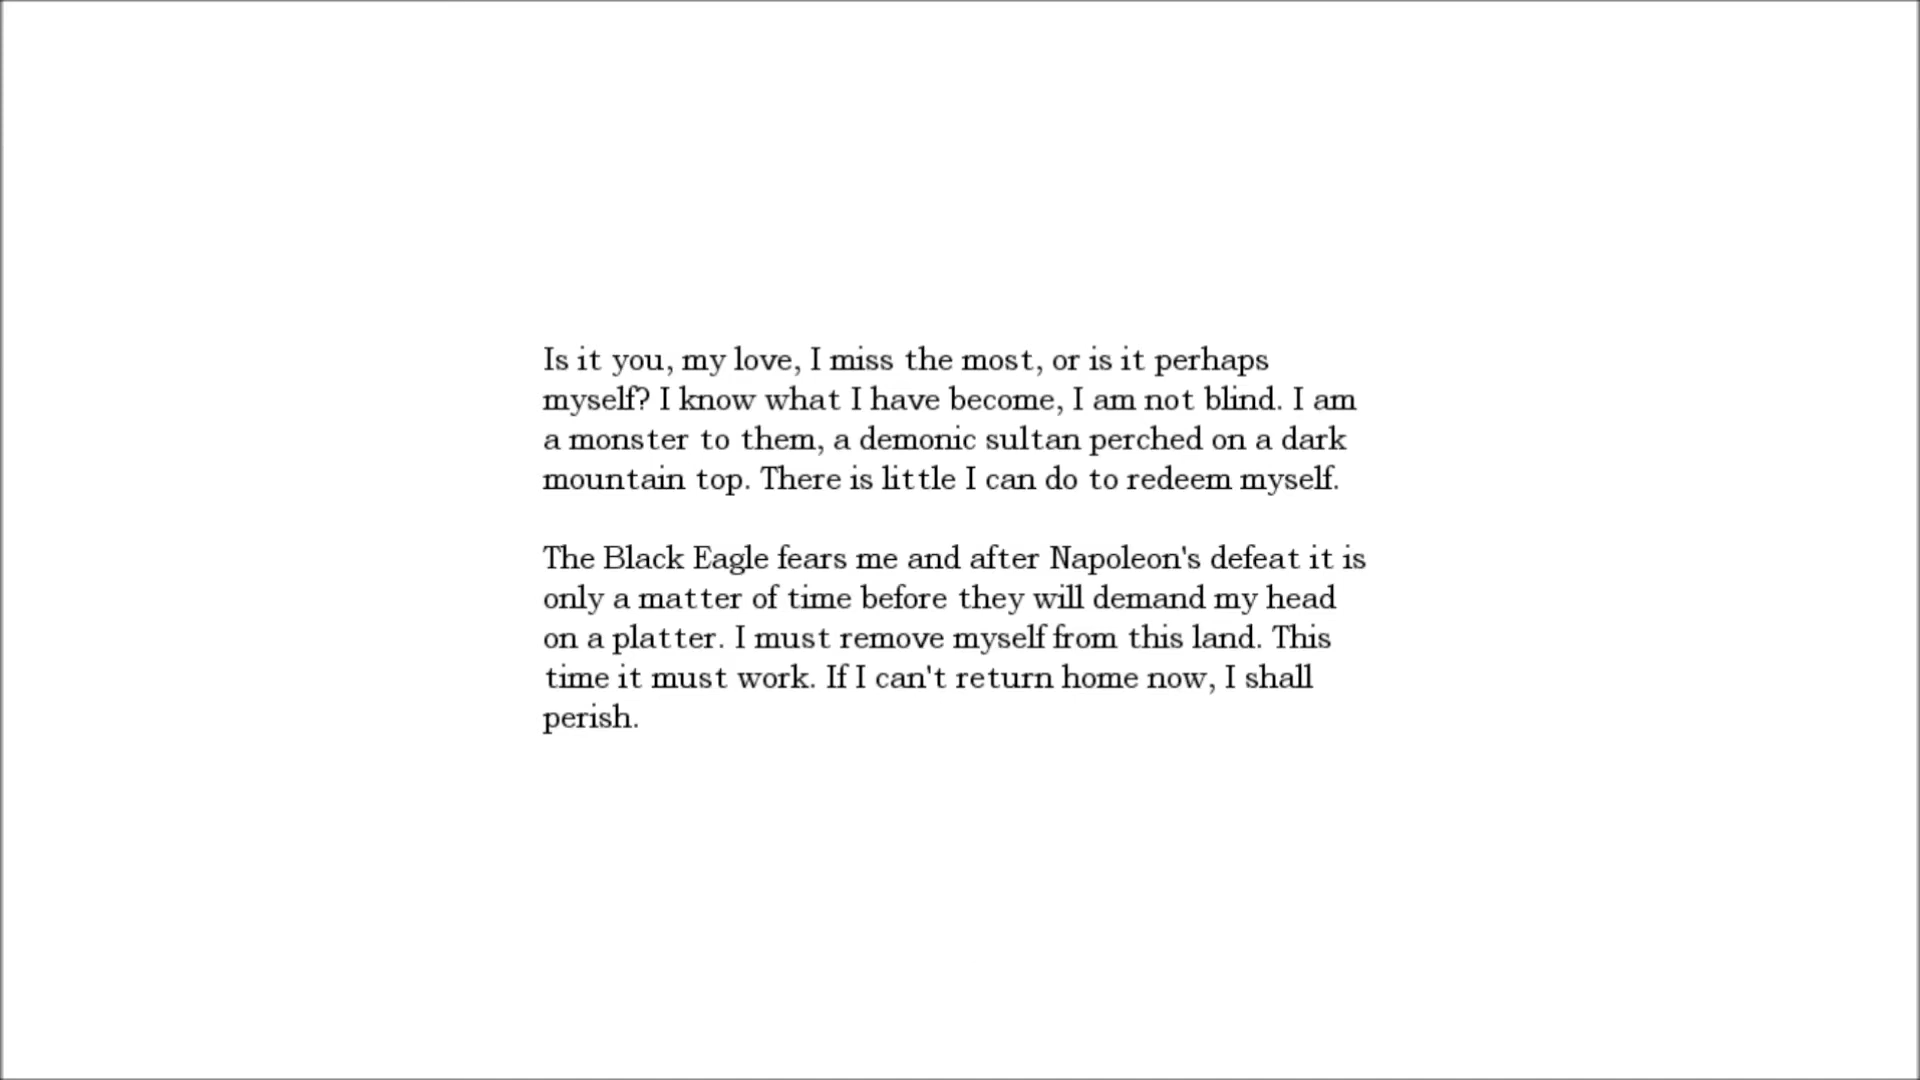 Is it you, my love, I miss the most, or is it perhaps
myself? I know what I have become, I am not blind. I am
a monster to them, a demonic sultan perched on a dark
mountain top. There is little I can do to redeem myself.
The Black Eagle fears me and after Napoleon's defeat it is
only a matter of time before they will demand my head
on a platter. I must remove myself from this land. This
time it must work. If I can't return home now, I shall
perish.